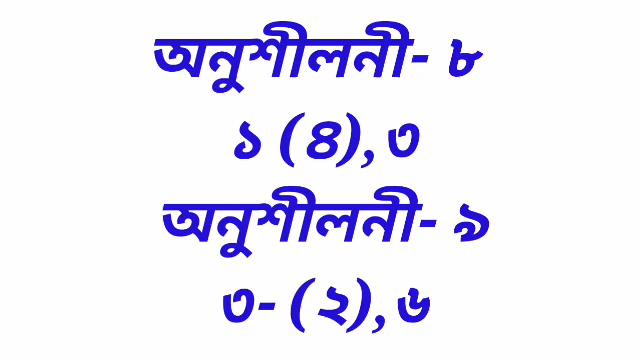 অনুশীলনী- ৮
১ (৪),৩
অনুশীলনী- ৯
৩- (২),৬